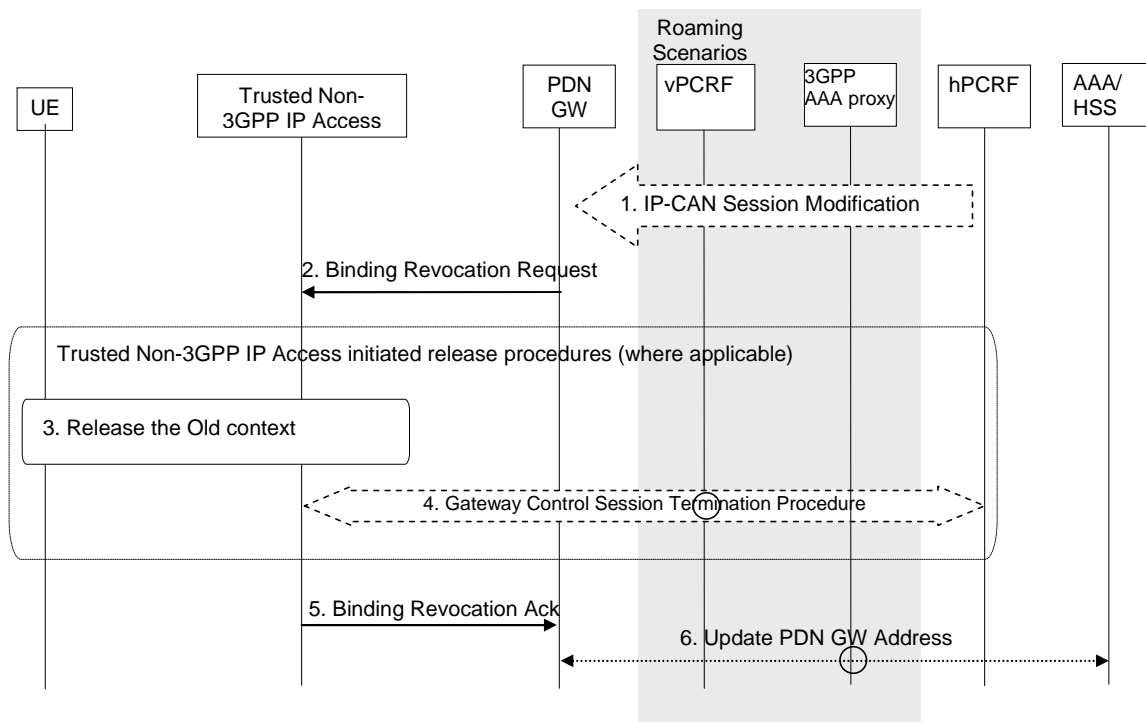 Roaming
Scenarios
UE
Trusted Non-
3GPP IP Access
PDN
GW
vPCRF
3GPP
AAA proxy
hPCRF
AAA/
HSS
1. IP-CAN Session Modification
2. Binding Revocation Request
Trusted Non-3GPP IP Access initiated release procedures (where applicable)
3. Release the Old context
4. Gateway Control Session Termination Procedure
5. Binding Revocation Ack
6. Update PDN GW Address